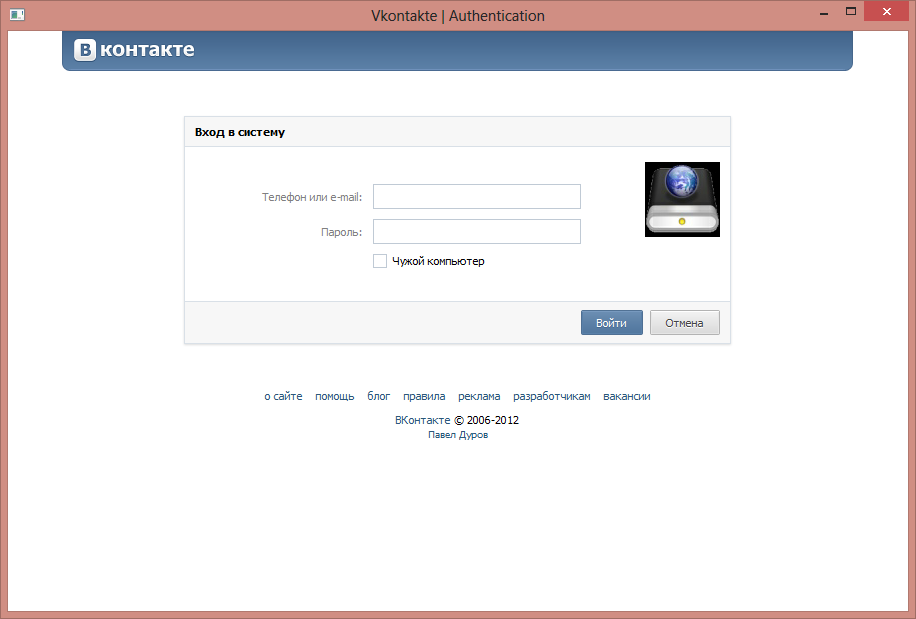 Vkontakte | Authentication
В контакте
Вход в систему
Телефон или e-mail:
Пароль:
Чужой компьютер
Войти Отмена
о сайте помощь блог правила реклама разработчикам вакансии
ВКонтакте © 2006-2012
Павел Дуров